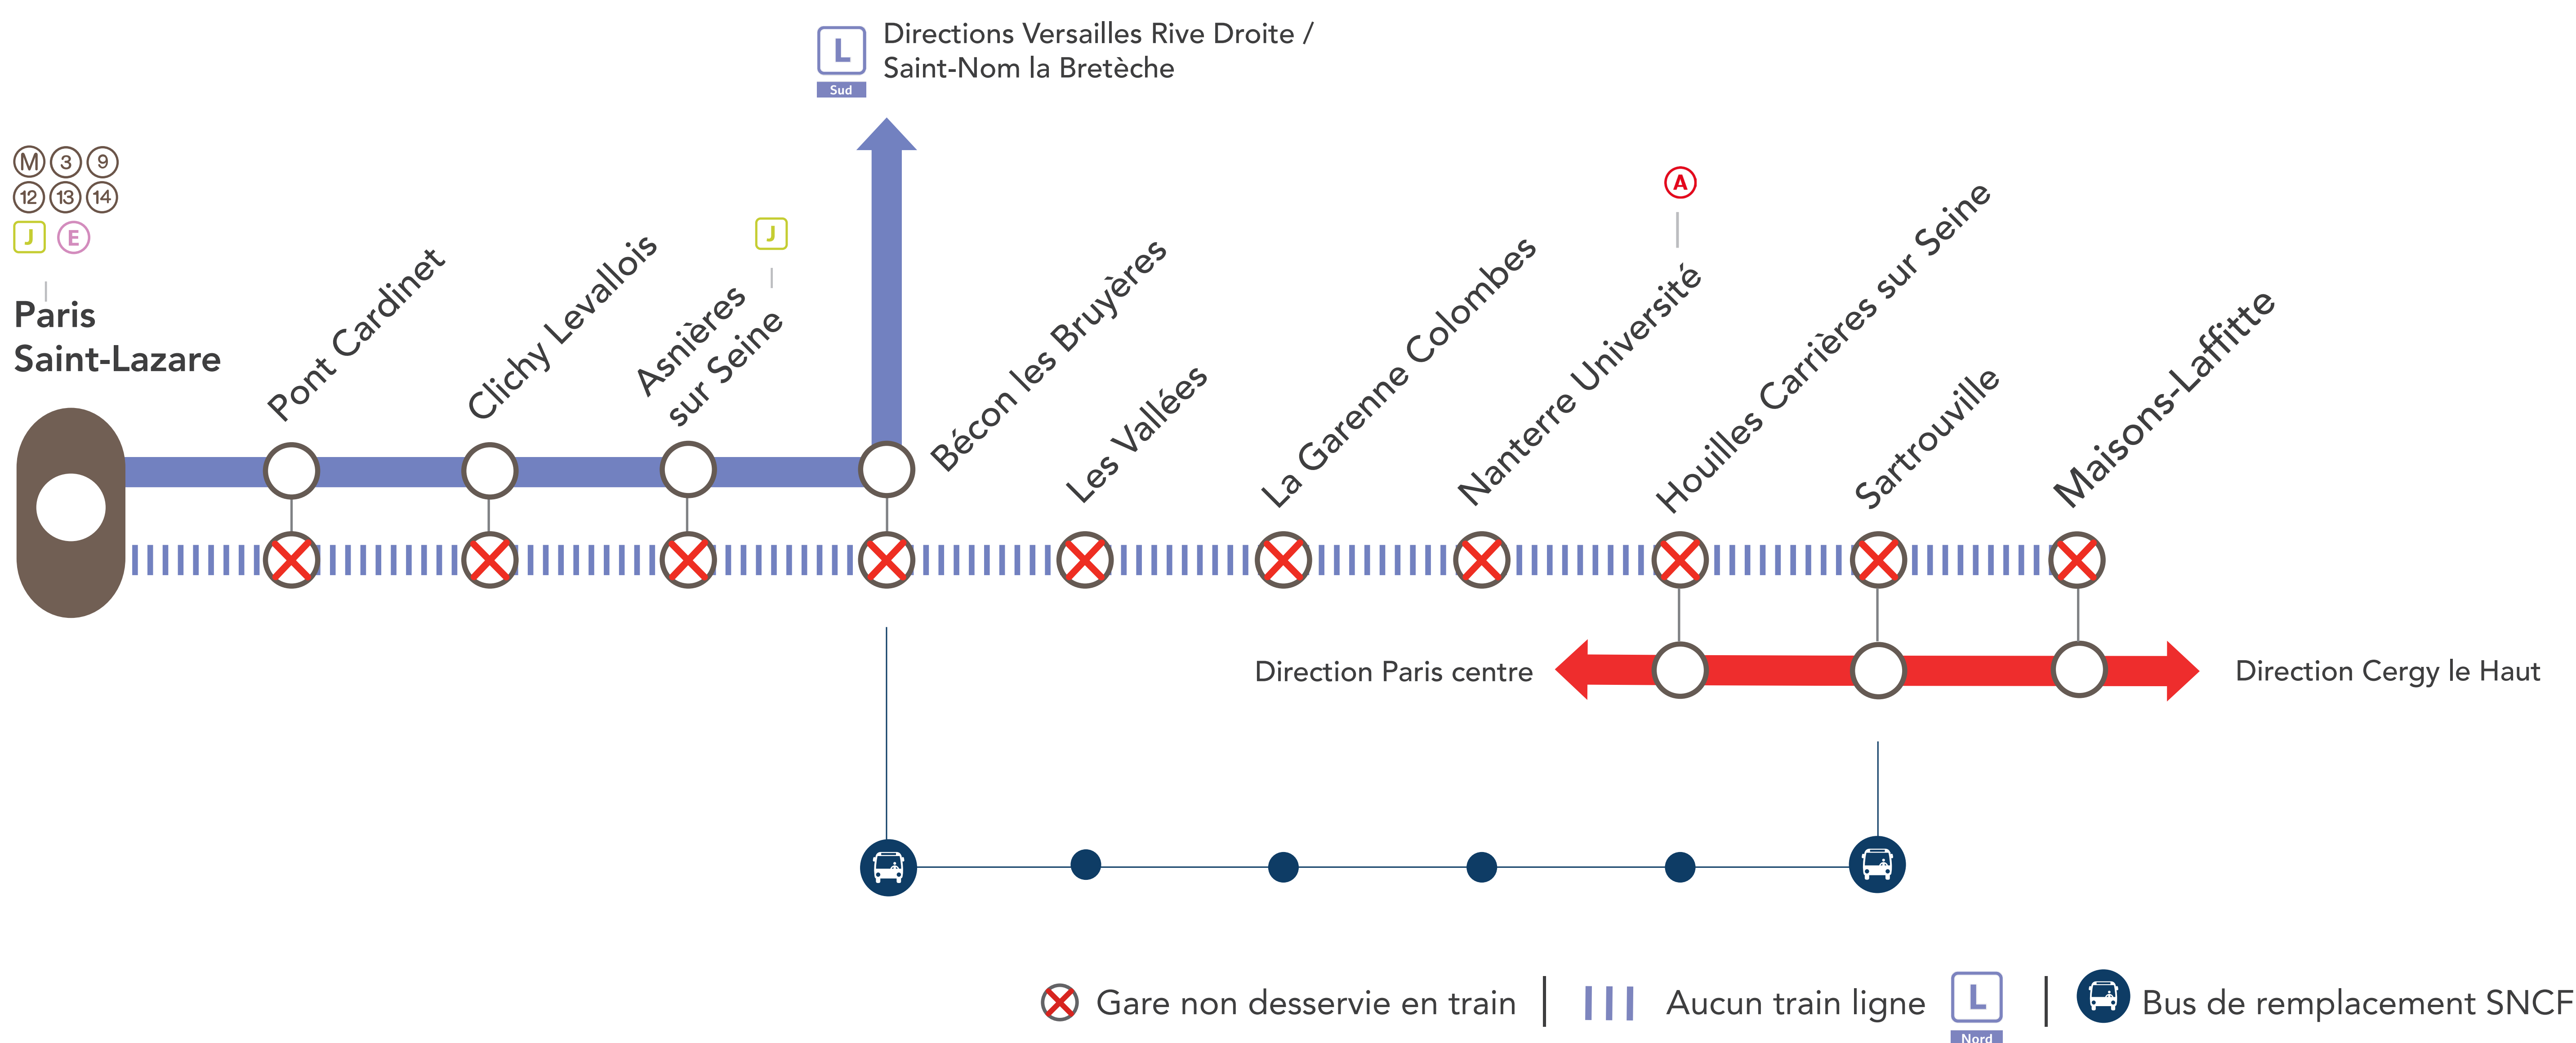 L
Sud
Directions Versailles Rive Droite /
Saint-Nom la Bretèche
M 3 9
12 13 14
J E
Paris
Saint-Lazare
Pont Cardinet
Clichy Levallois
Asnières
sur Seine
J
Bécon les Bruyères
Les Vallées
La Garenne Colombes
Nanterre Université
A
Houilles Carrières sur Seine
Sartrouville
Maisons-Laffitte
Direction Paris centre
Direction Cergy le Haut
Gare non desservie en train
Aucun train ligne
L
Nord
Bus de remplacement SNCF